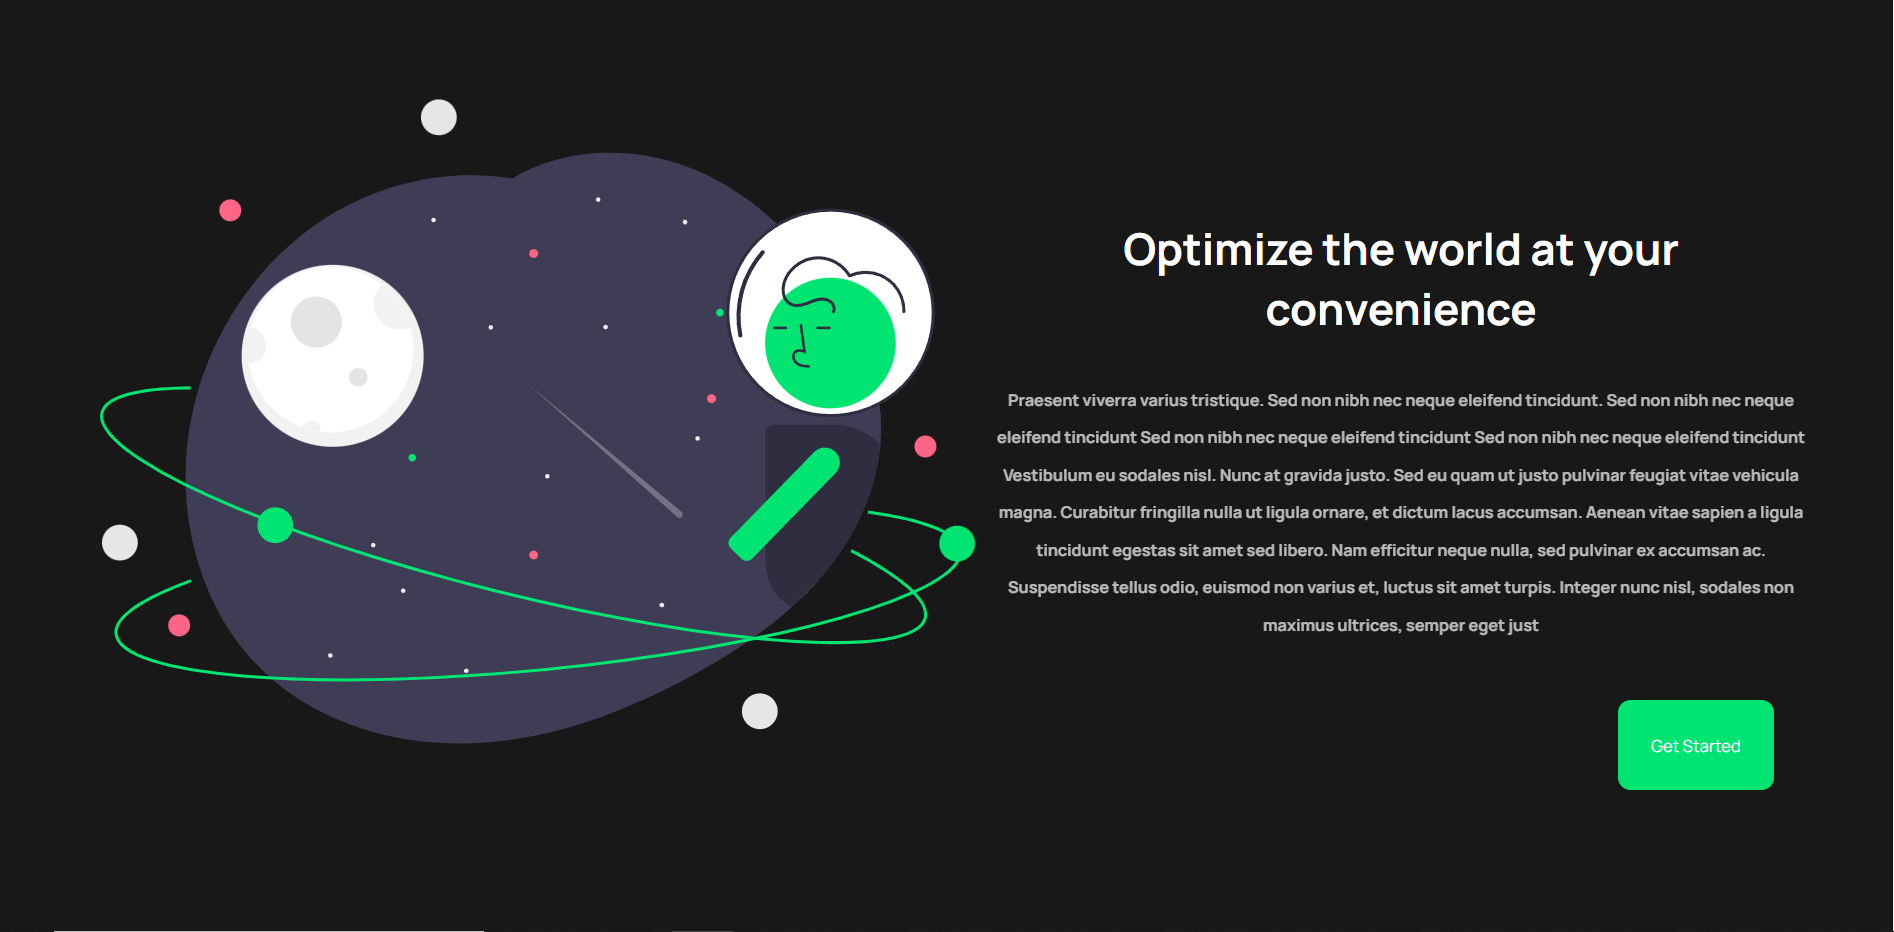 Optimize the world at your
convenience
Praesent viverra varius tristique. Sed non nibh nec neque eleifend tincidunt. Sed non nibh nec neque
eleifend tincidunt Sed non nibh nec neque eleifend tincidunt Sed non nibh nec neque eleifend tincidunt
Vestibulum eu sodales nisl. Nunc at gravida justo. Sed eu quam ut justo pulvinar feugiat vitae vehicula
magna. Curabitur fringilla nulla ut ligula ornare, et dictum lacus accumsan. Aenean vitae sapien a ligula
tincidunt egestas sit amet sed libero. Nam efficitur neque nulla, sed pulvinar ex accumsan ac.
Suspendisse tellus odio, euismod non varius et, luctus sit amet turpis. Integer nunc nisl, sodales non
maximus ultrices, semper eget just
Get Started